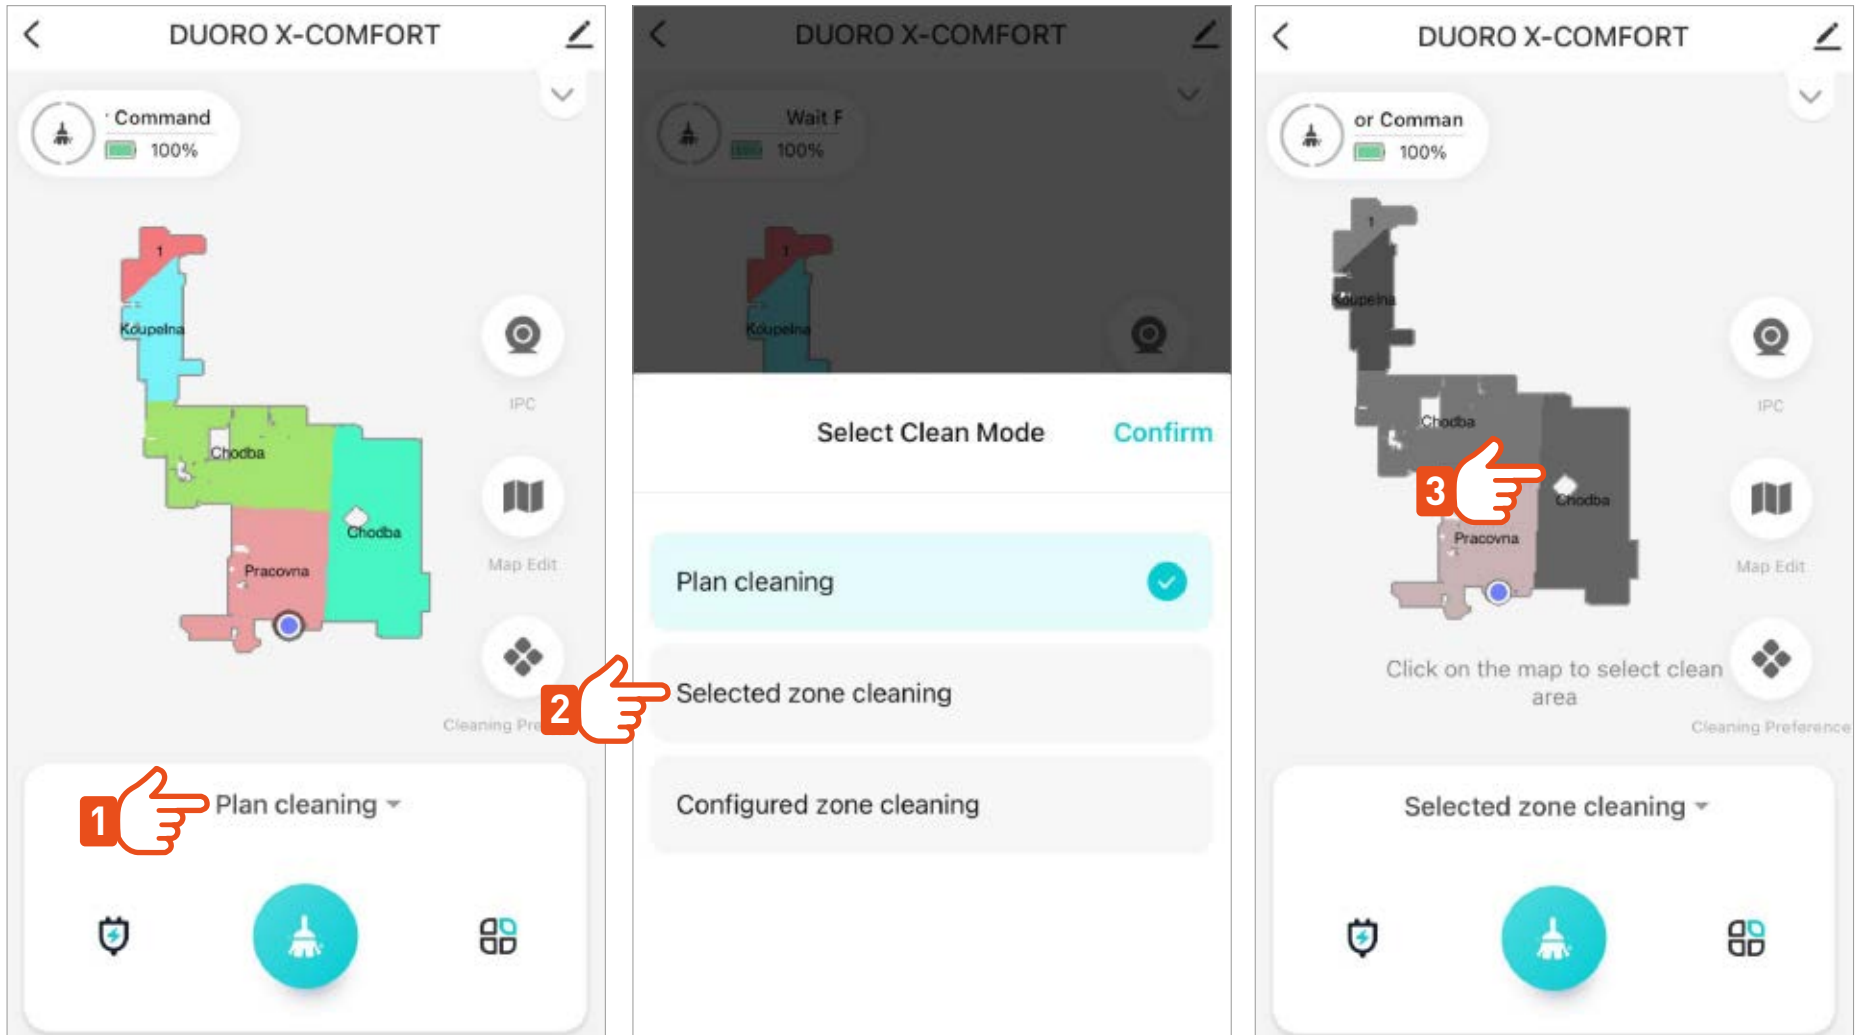 DUORO X-COMFORT
Command
100%
1
Koupelna
Chodba
Chodba
Pracovna
IPC
Map Edit
Cleaning Pre
1
Plan cleaning
DUORO X-COMFORT
Wait F
100%
1
Koupelna
Select Clean Mode
Confirm
Plan cleaning
2
Selected zone cleaning
Configured zone cleaning
DUORO X-COMFORT
or Comman
100%
1
Koupelna
Chodba
3
Chodba
Pracovna
IPC
Map Edit
Click on the map to select clean
area
Cleaning Preference
Selected zone cleaning